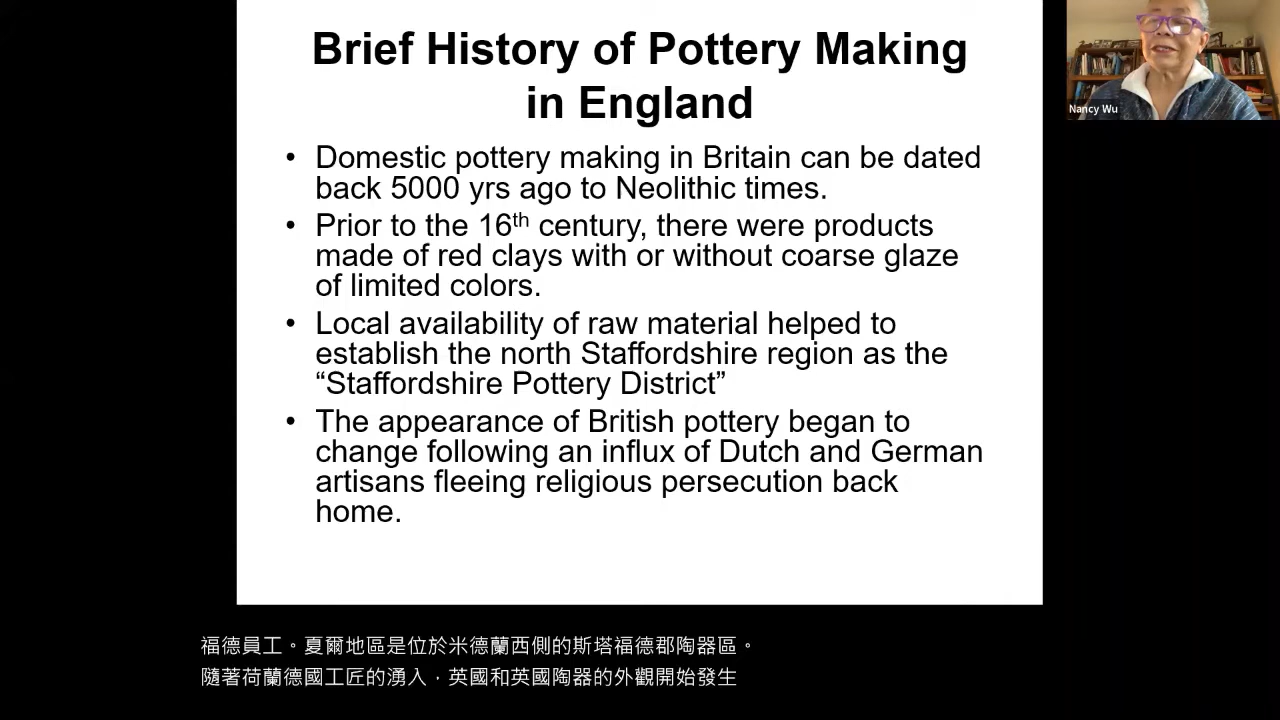 Brief History of Pottery Making
in England
• Domestic pottery making in Britain can be dated
back 5000 yrs ago to Neolithic times.
• Prior to the 16th century, there were products
made of red clays with or without coarse glaze
of limited colors.
• Local availability of raw material helped to
establish the north Staffordshire region as the
“Staffordshire Pottery District”
• The appearance of British pottery began to
change following an influx of Dutch and German
artisans fleeing religious persecution back
home.
Nancy Wu
福德員工。夏爾地區是位於米德蘭西側的斯塔福德郡陶器區。
隨著荷蘭德國工匠的湧入，英國和英國陶器的外觀開始發生